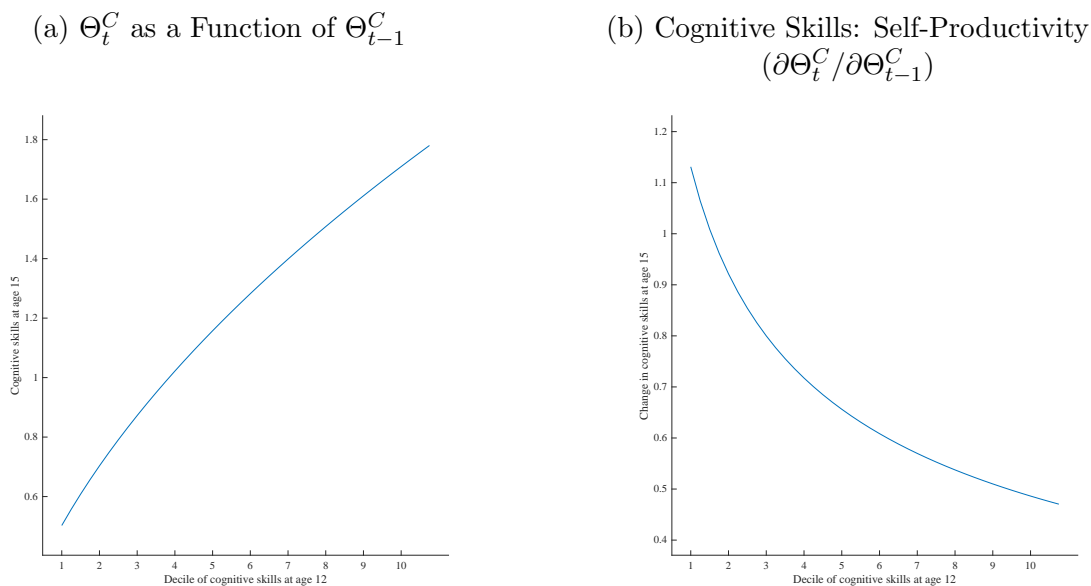 (a) Θ_t^C as a Function of Θ_{t−1}^C
1.8
1.6
1.4
1.2
1
0.8
0.6
Cognitive skills at age 15
1 2 3 4 5 6 7 8 9 10
Decile of cognitive skills at age 12
(b) Cognitive Skills: Self-Productivity
(∂Θ_t^C/∂Θ_{t−1}^C)
1.2
1.1
1
0.9
0.8
0.7
0.6
0.5
0.4
Change in cognitive skills at age 15
1 2 3 4 5 6 7 8 9 10
Decile of cognitive skills at age 12